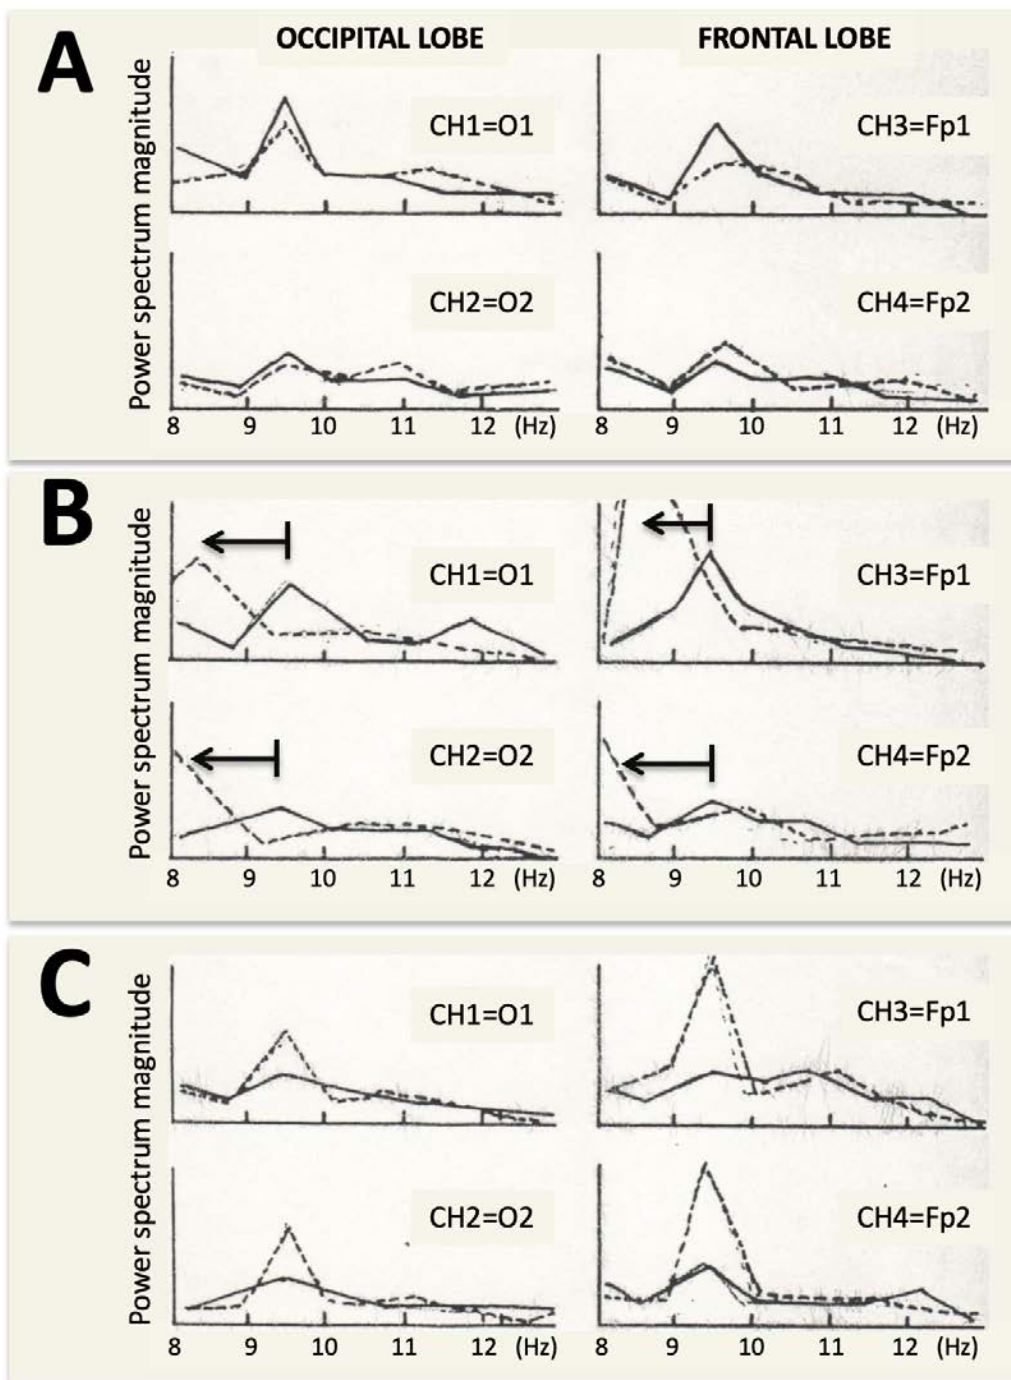 A
OCCIPITAL LOBE
FRONTAL LOBE
Power spectrum magnitude
CH1=O1
CH3=Fp1
Power spectrum magnitude
CH2=O2
CH4=Fp2
8 9 10 11 12 (Hz)
8 9 10 11 12 (Hz)
B
Power spectrum magnitude
CH1=O1
CH3=Fp1
Power spectrum magnitude
CH2=O2
CH4=Fp2
8 9 10 11 12 (Hz)
8 9 10 11 12 (Hz)
C
Power spectrum magnitude
CH1=O1
CH3=Fp1
Power spectrum magnitude
CH2=O2
CH4=Fp2
8 9 10 11 12 (Hz)
8 9 10 11 12 (Hz)